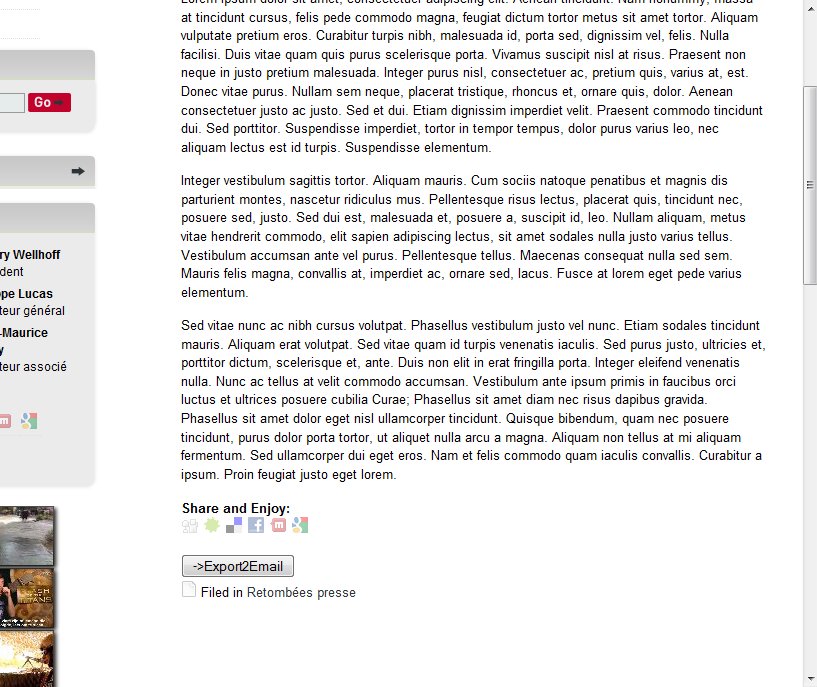 Lorem ipsum dolor sit amet, consectetuer adipiscing elit. Aenean tincidunt. Nam nonummy, massa
at tincidunt cursus, felis pede commodo magna, feugiat dictum tortor metus sit amet tortor. Aliquam
vulputate pretium eros. Curabitur turpis nibh, malesuada id, porta sed, dignissim vel, felis. Nulla
facilisi. Duis vitae quam quis purus scelerisque porta. Vivamus suscipit nisl at risus. Praesent non
neque in justo pretium malesuada. Integer purus nisl, consectetuer ac, pretium quis, varius at, est.
Donec vitae purus. Nullam sem neque, placerat tristique, rhoncus et, ornare quis, dolor. Aenean
consectetuer justo ac justo. Sed et dui. Etiam dignissim imperdiet velit. Praesent commodo tincidunt
dui. Sed porttitor. Suspendisse imperdiet, tortor in tempor tempus, dolor purus varius leo, nec
aliquam lectus est id turpis. Suspendisse elementum.
Integer vestibulum sagittis tortor. Aliquam mauris. Cum sociis natoque penatibus et magnis dis
parturient montes, nascetur ridiculus mus. Pellentesque risus lectus, placerat quis, tincidunt nec,
posuere sed, justo. Sed dui est, malesuada et, posuere a, suscipit id, leo. Nullam aliquam, metus
vitae hendrerit commodo, elit sapien adipiscing lectus, sit amet sodales nulla justo varius tellus.
Vestibulum accumsan ante vel purus. Pellentesque tellus. Maecenas consequat nulla sed sem.
Mauris felis magna, convallis at, imperdiet ac, ornare sed, lacus. Fusce at lorem eget pede varius
elementum.
Sed vitae nunc ac nibh cursus volutpat. Phasellus vestibulum justo vel nunc. Etiam sodales tincidunt
mauris. Aliquam erat volutpat. Sed vitae quam id turpis venenatis iaculis. Sed purus justo, ultricies et,
porttitor dictum, scelerisque et, ante. Duis non elit in erat fringilla porta. Integer eleifend venenatis
nulla. Nunc ac tellus at velit commodo accumsan. Vestibulum ante ipsum primis in faucibus orci
luctus et ultrices posuere cubilia Curae; Phasellus sit amet diam nec risus dapibus gravida.
Phasellus sit amet dolor eget nisl ullamcorper tincidunt. Quisque bibendum, quam nec posuere
tincidunt, purus dolor porta tortor, ut aliquet nulla arcu a magna. Aliquam non tellus at mi aliquam
fermentum. Sed ullamcorper dui eget eros. Nam et felis commodo quam iaculis convallis. Curabitur a
ipsum. Proin feugiat justo eget lorem.
Share and Enjoy:
->Export2Email
Filed in Retombées presse
Go
ry Wellhoff
dent
ppe Lucas
teur général
-Maurice
y
teur associé